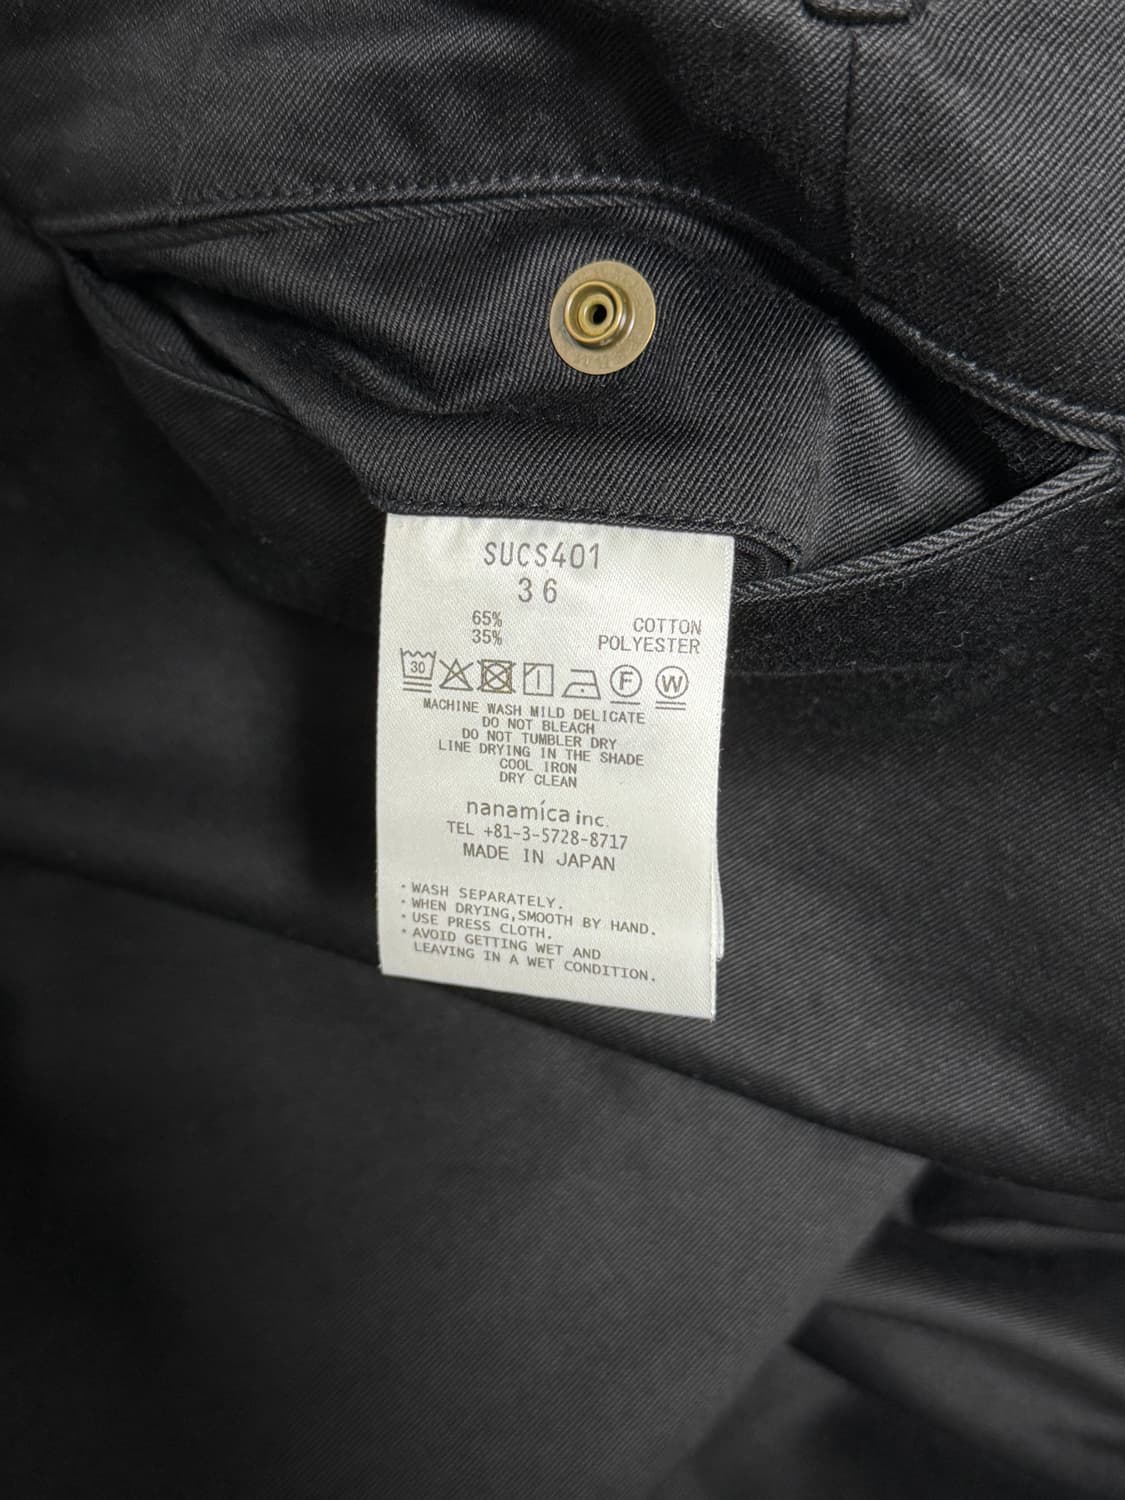 SUCS401
36
65% COTTON
35% POLYESTER
30 F W
MACHINE WASH MILD DELICATE
DO NOT BLEACH
DO NOT TUMBLER DRY
LINE DRYING IN THE SHADE
COOL IRON
DRY CLEAN
nanamíca inc.
TEL +81-3-5728-8717
MADE IN JAPAN
・WASH SEPARATELY.
・WHEN DRYING,SMOOTH BY HAND.
・USE PRESS CLOTH.
・AVOID GETTING WET AND
LEAVING IN A WET CONDITION.